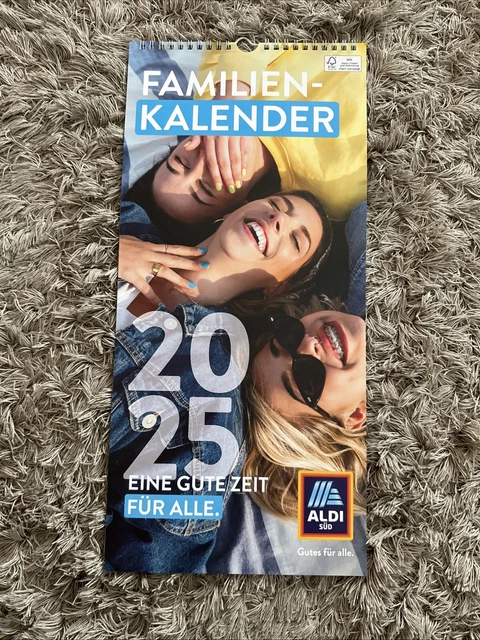 FAMILIEN-
KALENDER
20
25
EINE GUTE ZEIT
FÜR ALLE.
ALDI
SÜD
Gutes für alle.